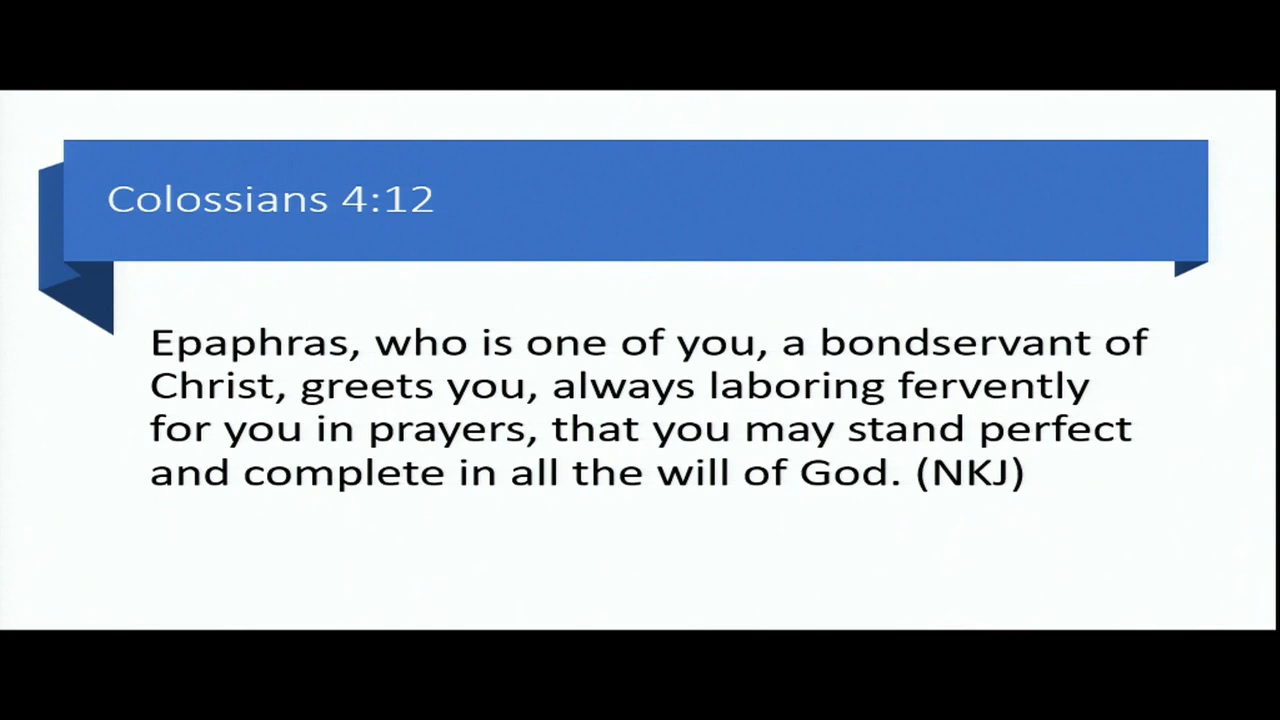 Colossians 4:12
Epaphras, who is one of you, a bondservant of
Christ, greets you, always laboring fervently
for you in prayers, that you may stand perfect
and complete in all the will of God. (NKJ)